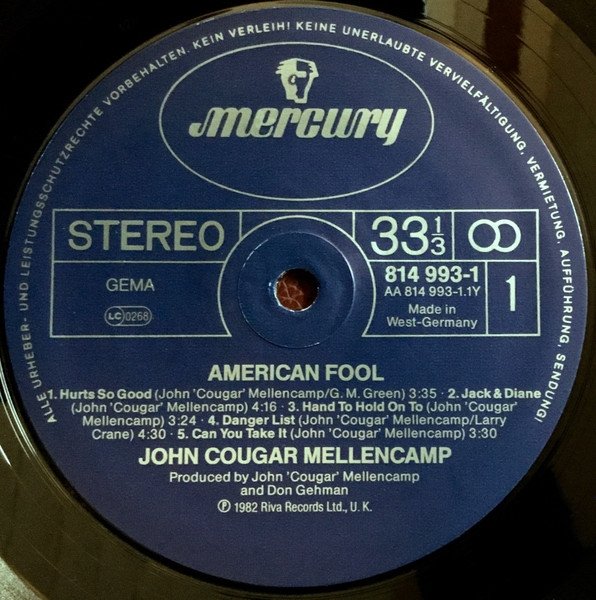 ALLE URHEBER- UND LEISTUNGSSCHUTZRECHTE VORBEHALTEN. KEIN VERLEIH! KEINE UNERLAUBTE VERVIELFÄLTIGUNG, VERMIETUNG, AUFFÜHRUNG, SENDUNG!
mercury
STEREO
33 1/3
GEMA
LC 0268
814 993-1
AA 814 993-1.1Y
Made in
West-Germany
1
AMERICAN FOOL
1. Hurts So Good (John 'Cougar' Mellencamp/G. M. Green) 3:35 · 2. Jack & Diane
(John 'Cougar' Mellencamp) 4:16 · 3. Hand To Hold On To (John 'Cougar'
Mellencamp) 3:24 · 4. Danger List (John 'Cougar' Mellencamp/Larry
Crane) 4:30 · 5. Can You Take It (John 'Cougar' Mellencamp) 3:30
JOHN COUGAR MELLENCAMP
Produced by John 'Cougar' Mellencamp
and Don Gehman
℗ 1982 Riva Records Ltd., U. K.